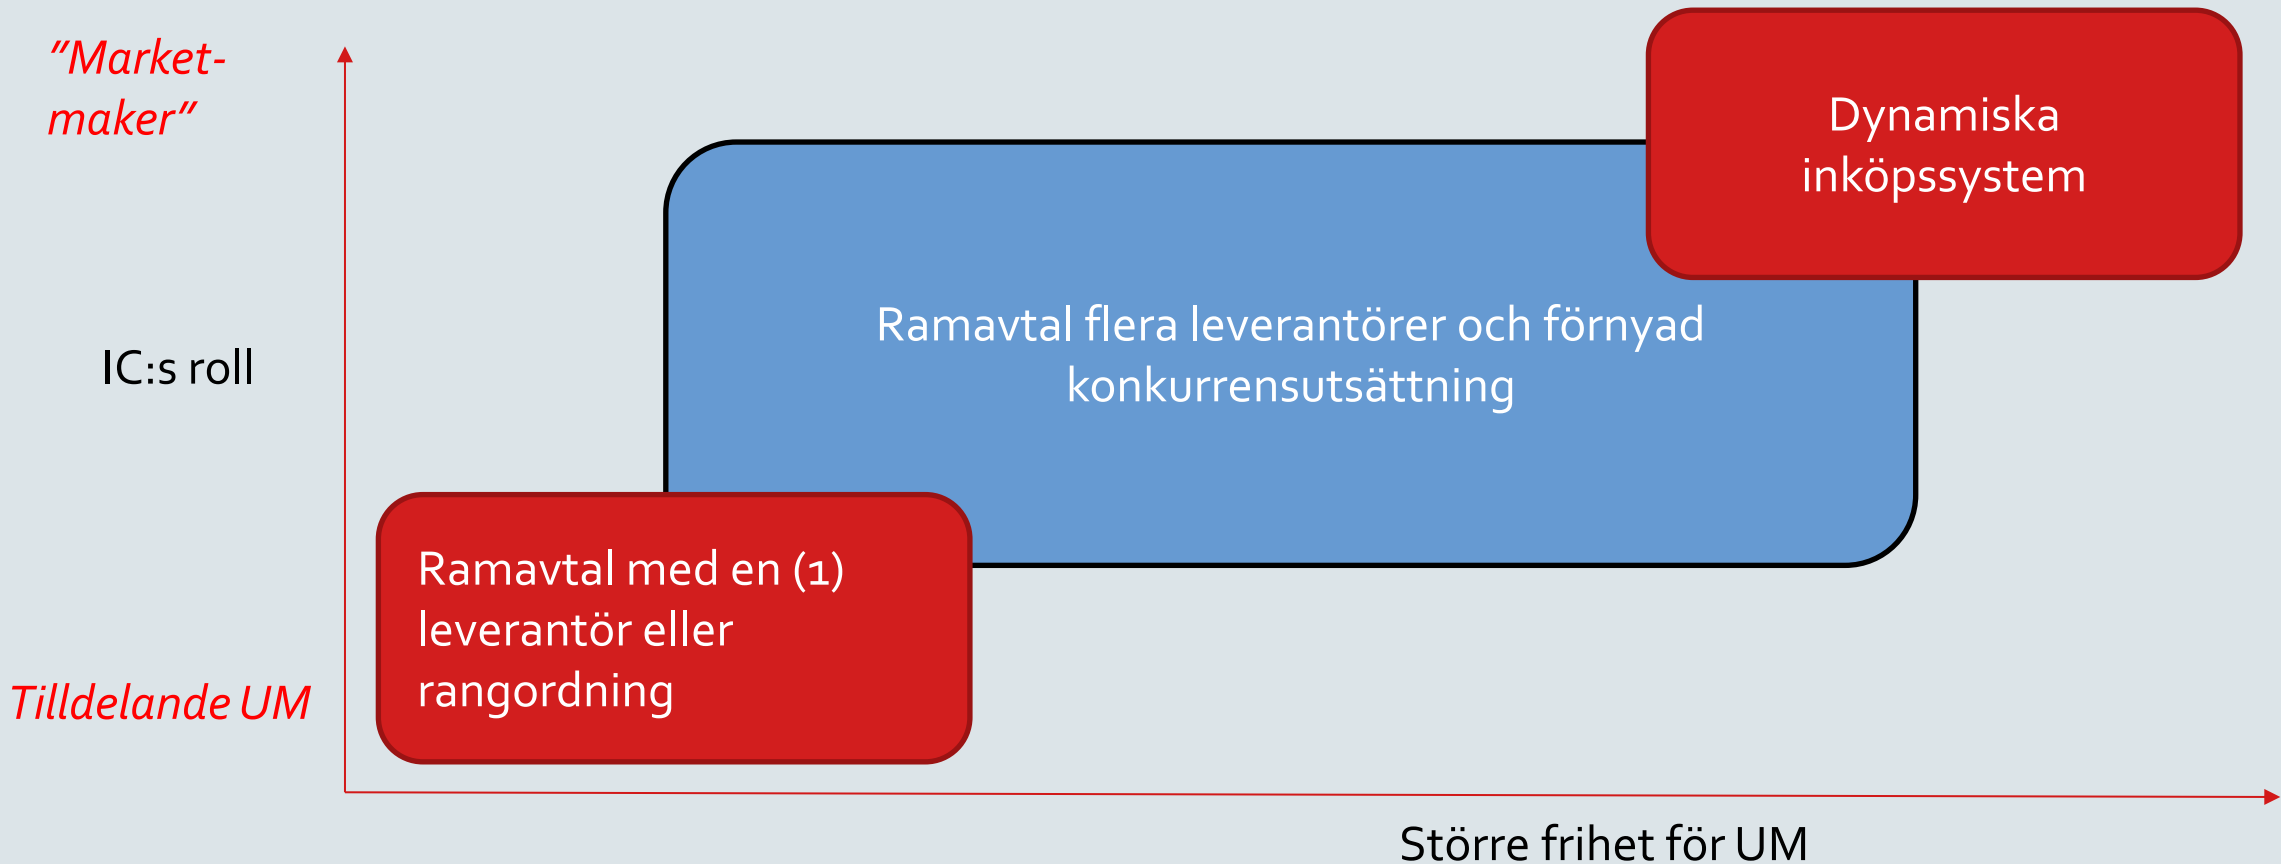 ”Market-
maker”
Dynamiska
inköpssystem
Ramavtal flera leverantörer och förnyad
konkurrensutsättning
IC:s roll
Ramavtal med en (1)
leverantör eller
rangordning
Tilldelande UM
Större frihet för UM